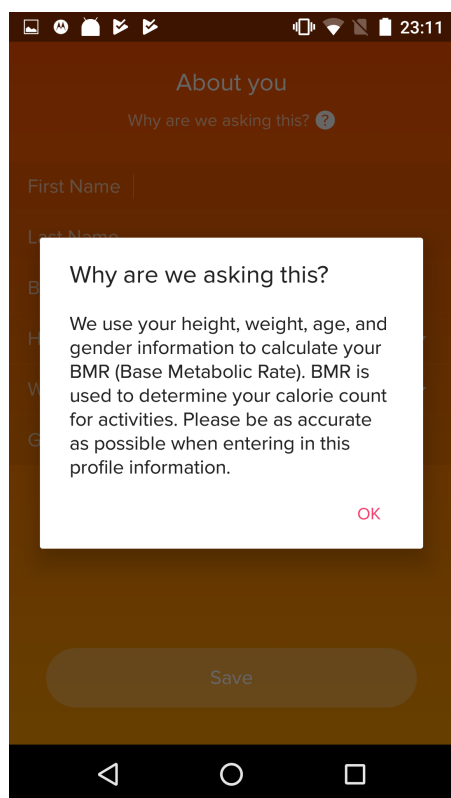 23:11
About you
Why are we asking this? ?
First Name
Last Name
B
H
W
G
Why are we asking this?
We use your height, weight, age, and
gender information to calculate your
BMR (Base Metabolic Rate). BMR is
used to determine your calorie count
for activities. Please be as accurate
as possible when entering in this
profile information.
OK
Save